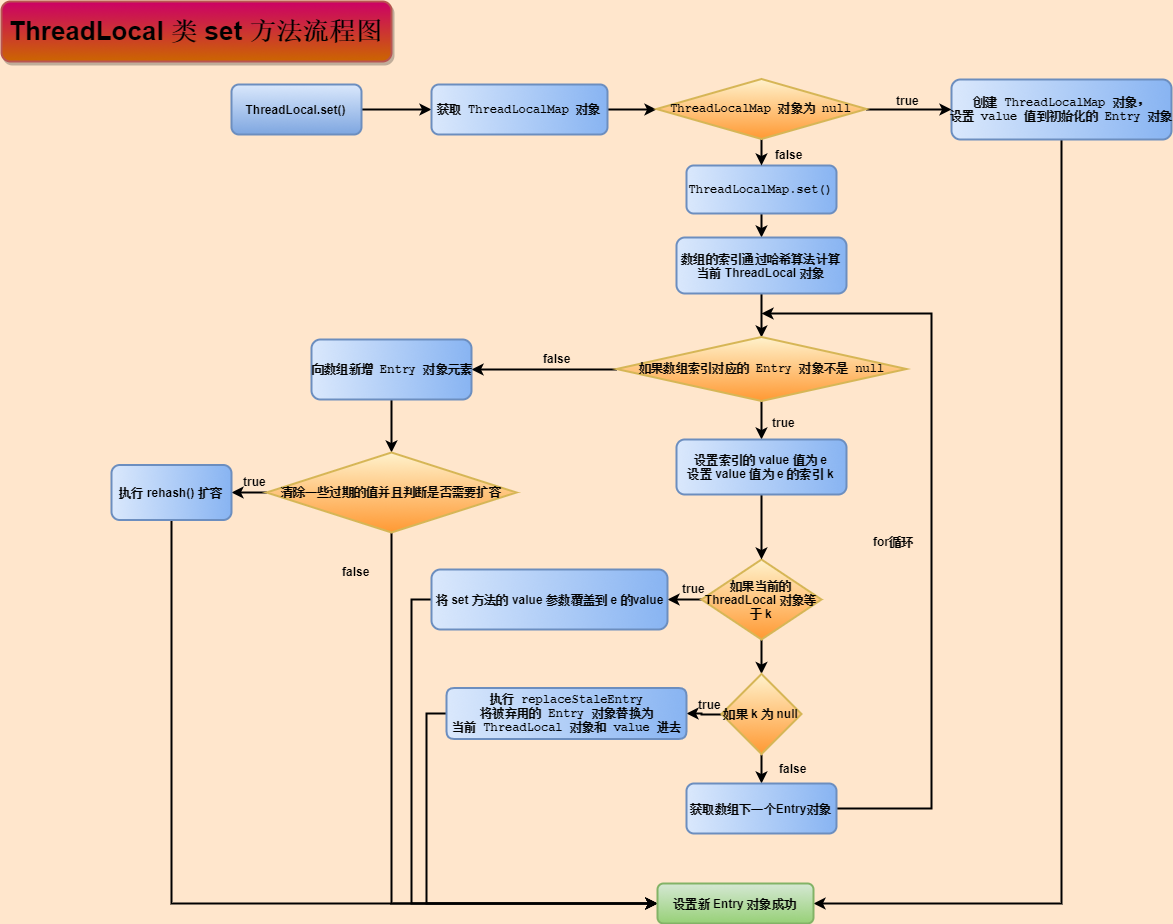 ThreadLocal 类 set 方法流程图
ThreadLocal.set()
获取 ThreadLocalMap 对象
ThreadLocalMap 对象为 null
true
创建 ThreadLocalMap 对象，
设置 value 值到初始化的 Entry 对象
false
ThreadLocalMap.set()
数组的索引通过哈希算法计算
当前 ThreadLocal 对象
如果数组索引对应的 Entry 对象不是 null
false
向数组新增 Entry 对象元素
true
设置索引的 value 值为 e
设置 value 值为 e 的索引 k
清除一些过期的值并且判断是否需要扩容
true
执行 rehash() 扩容
false
for循环
如果当前的
ThreadLocal 对象等
于 k
true
将 set 方法的 value 参数覆盖到 e 的value
如果 k 为 null
true
执行 replaceStaleEntry
将被弃用的 Entry 对象替换为
当前 ThreadLocal 对象和 value 进去
false
获取数组下一个Entry对象
设置新 Entry 对象成功